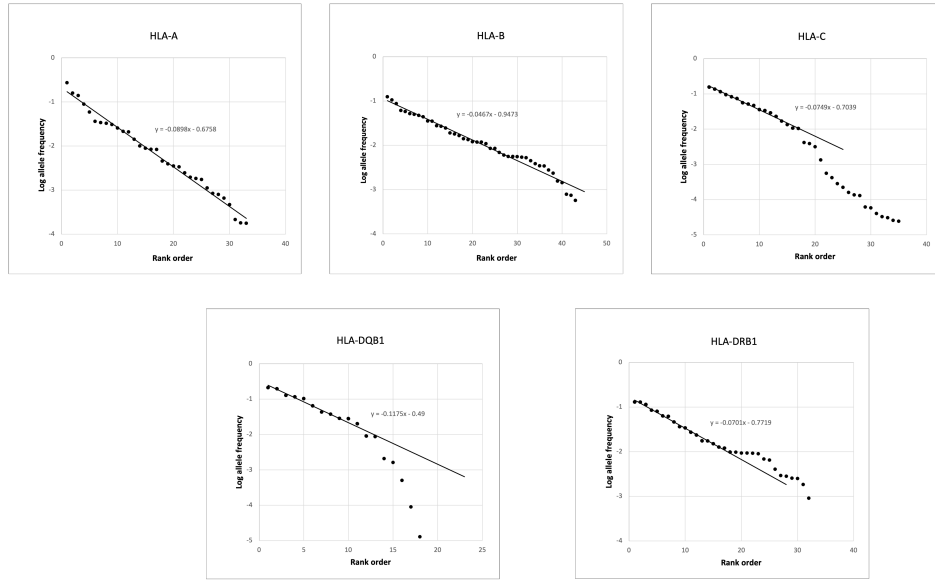 HLA-A
0
-1
-2
-3
-4
0
10
20
30
40
Log allele frequency
Rank order
y = -0.0898x - 0.6758
HLA-B
0
-1
-2
-3
-4
0
10
20
30
40
50
Log allele frequency
Rank order
y = -0.0467x - 0.9473
HLA-C
0
-1
-2
-3
-4
-5
0
10
20
30
40
Log allele frequency
Rank order
y = -0.0749x - 0.7039
HLA-DQB1
0
-1
-2
-3
-4
-5
0
5
10
15
20
25
Log allele frequency
Rank order
y = -0.1175x - 0.49
HLA-DRB1
0
-1
-2
-3
-4
0
10
20
30
40
Log allele frequency
Rank order
y = -0.0701x - 0.7719